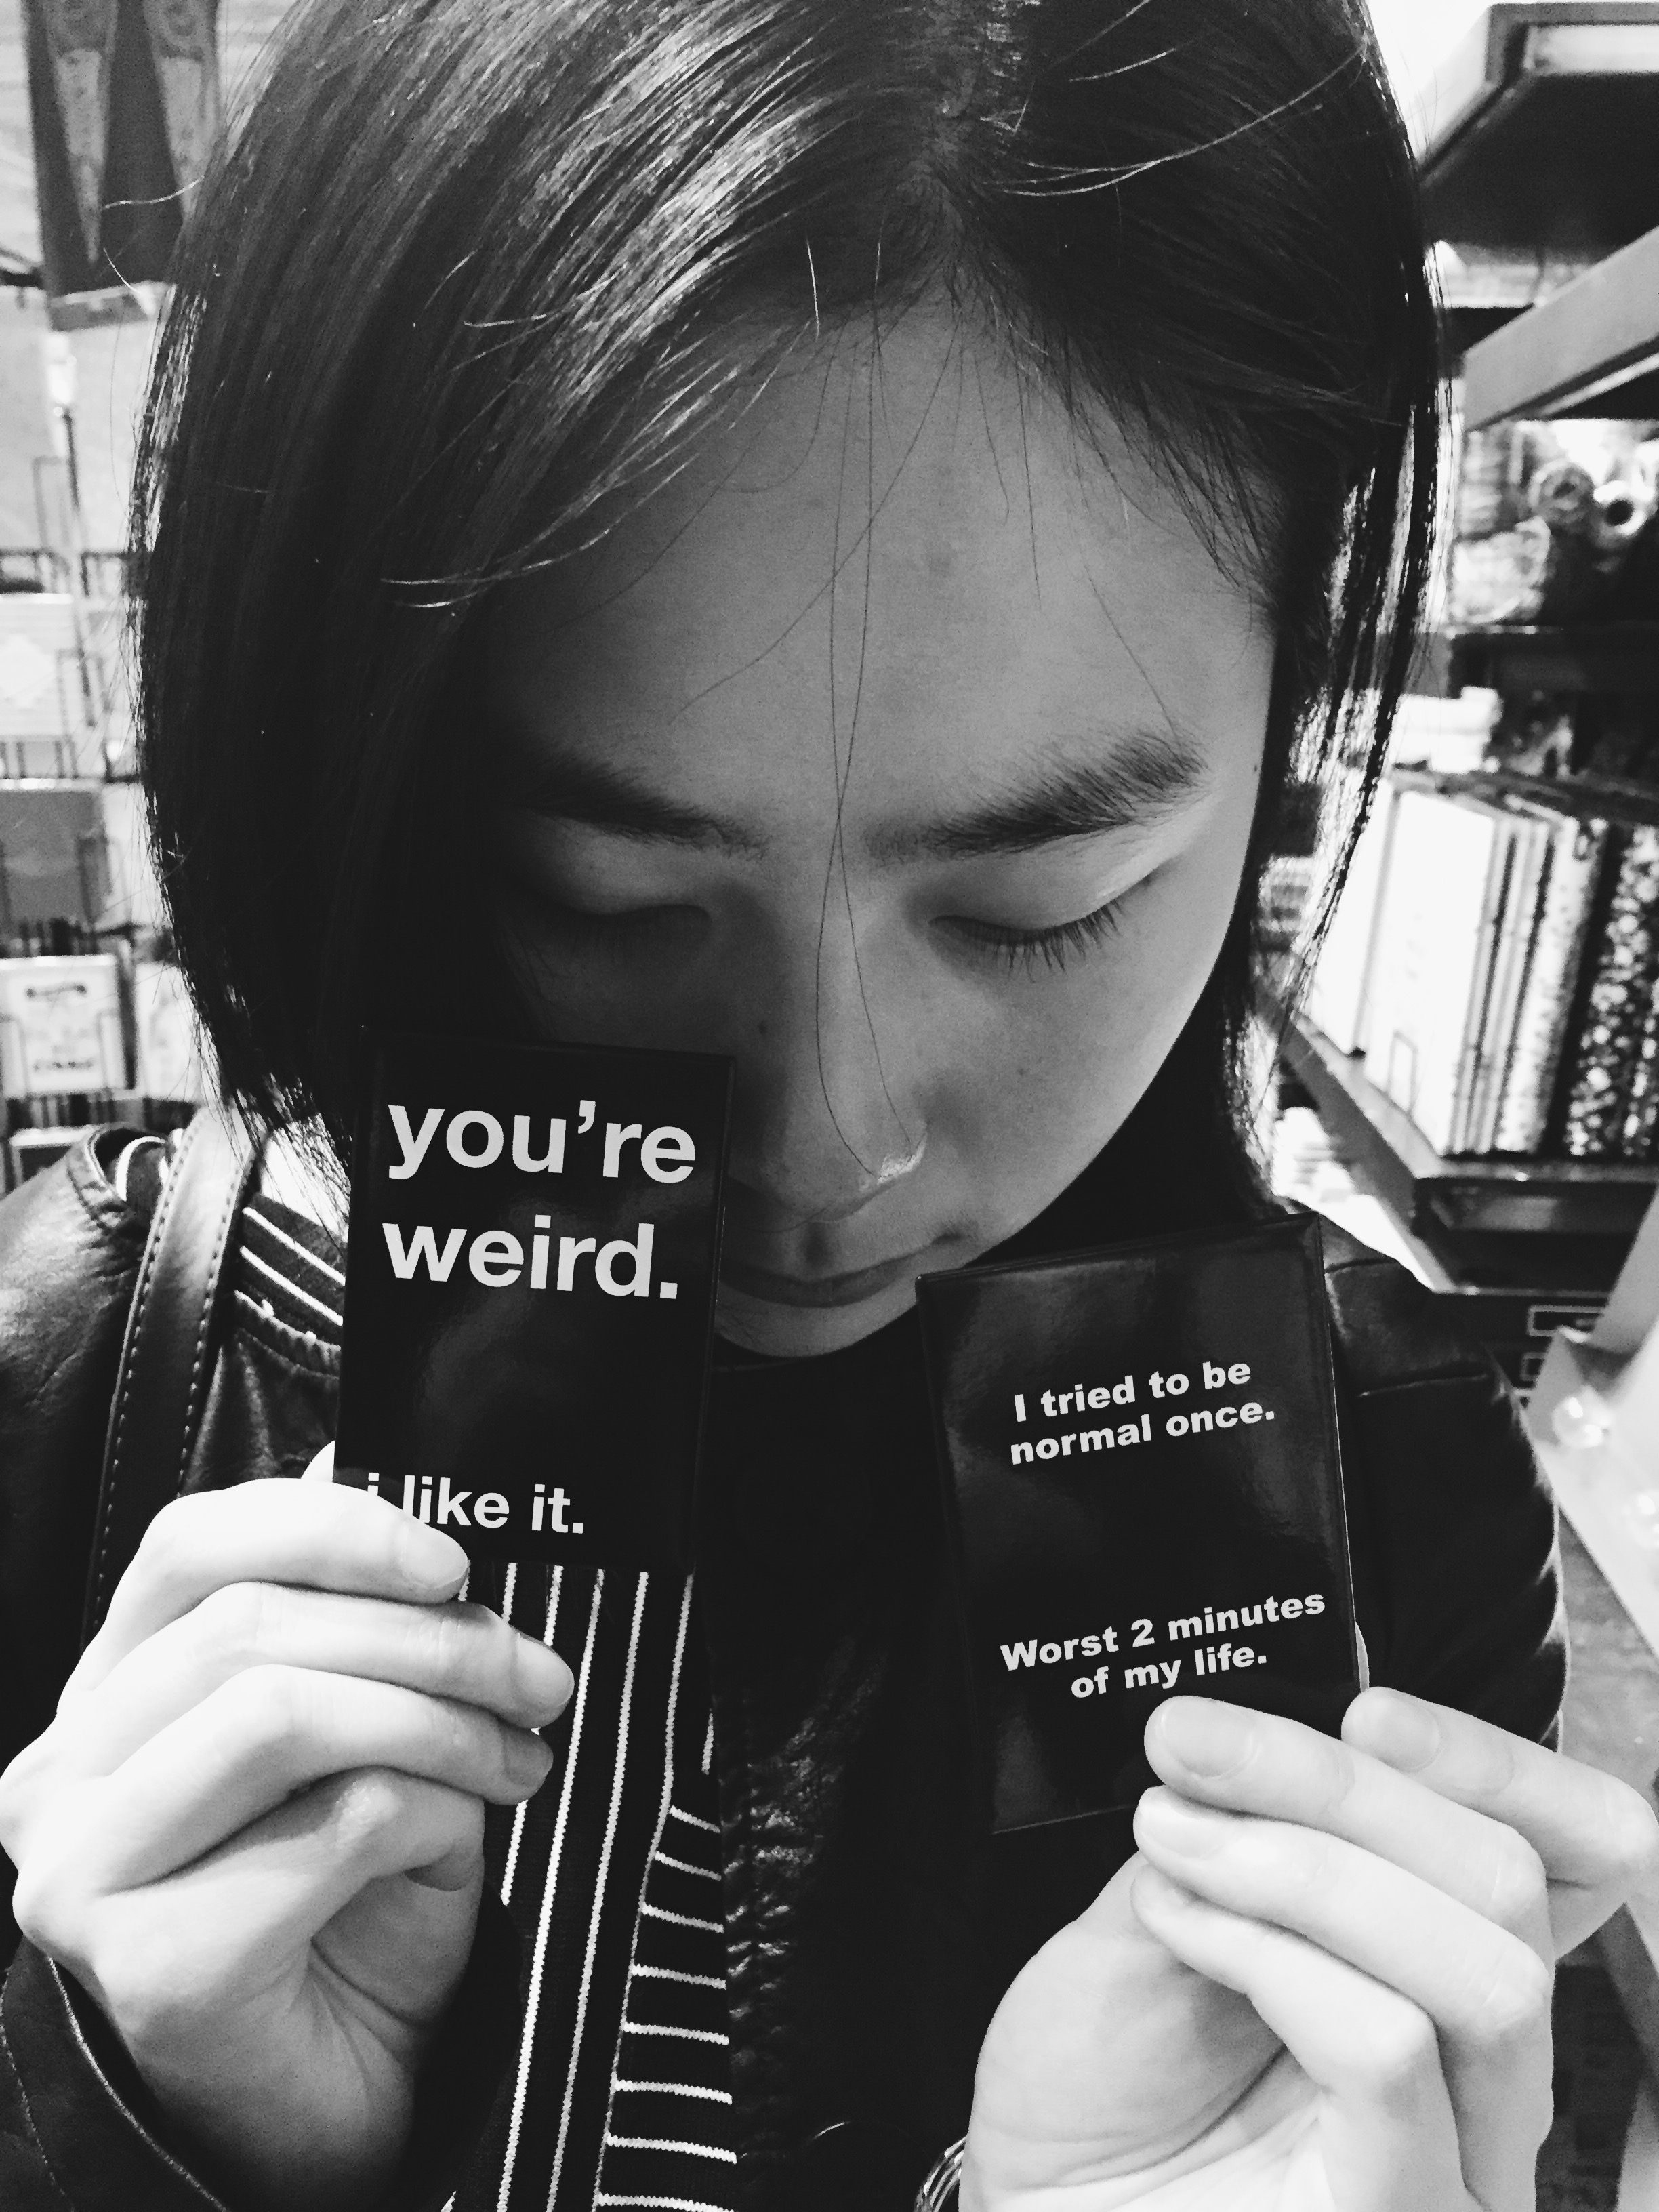 you're
weird.
i like it.
I tried to be
normal once.
Worst 2 minutes
of my life.